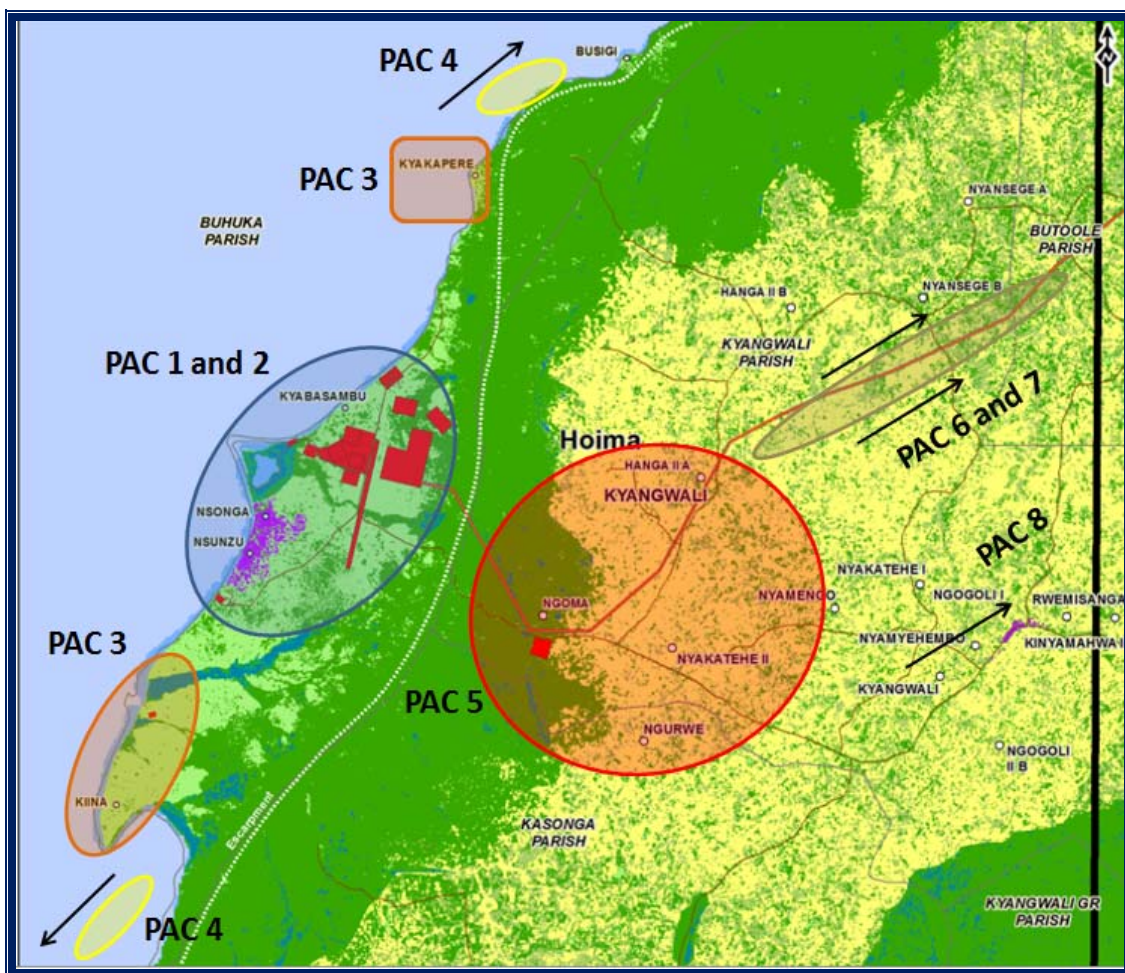 PAC 4
BUSIGI
N
PAC 3
KYAKAPERE
BUHUKA
PARISH
NYANSEGE A
BUTOOLE
PARISH
NYANSEGE B
HANGA II B
KYANGWALI
PARISH
PAC 1 and 2
KYABASAMBU
PAC 6 and 7
Hoima
HANGA II A
KYANGWALI
NSONGA
NSUNZU
PAC 8
NYAKATEHE I
NGOGOLI I
RWEMISANGA
NYAMENGO
NGOMA
NYAMYEHEMBO
KINYAMAHWA I
NYAKATEHE II
PAC 3
KYANGWALI
PAC 5
NGURWE
NGOGOLI
II B
KIINA
Escarpment
KASONGA
PARISH
KYANGWALI GR
PARISH
PAC 4